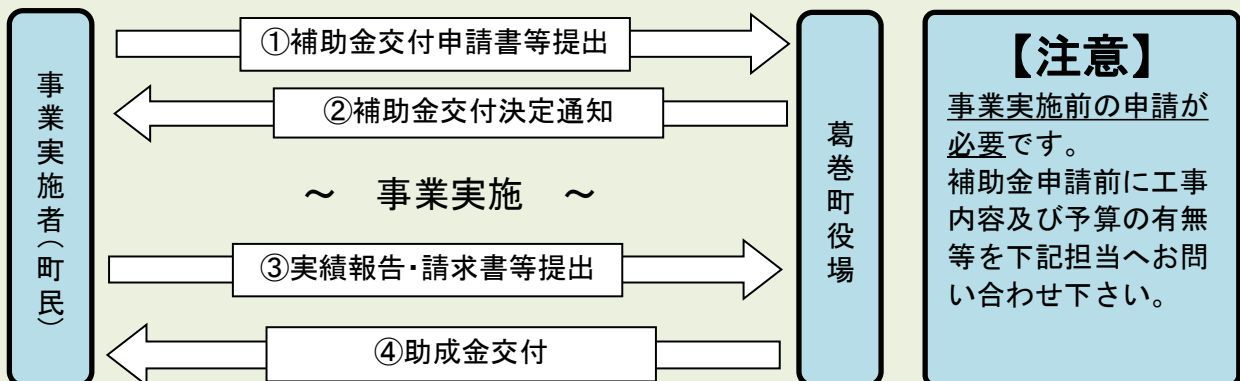 事業実施者（町民）
①補助金交付申請書等提出
②補助金交付決定通知
～　事業実施　～
③実績報告・請求書等提出
④助成金交付
葛巻町役場
【注意】
事業実施前の申請が
必要です。
補助金申請前に工事
内容及び予算の有無
等を下記担当へお問
い合わせ下さい。